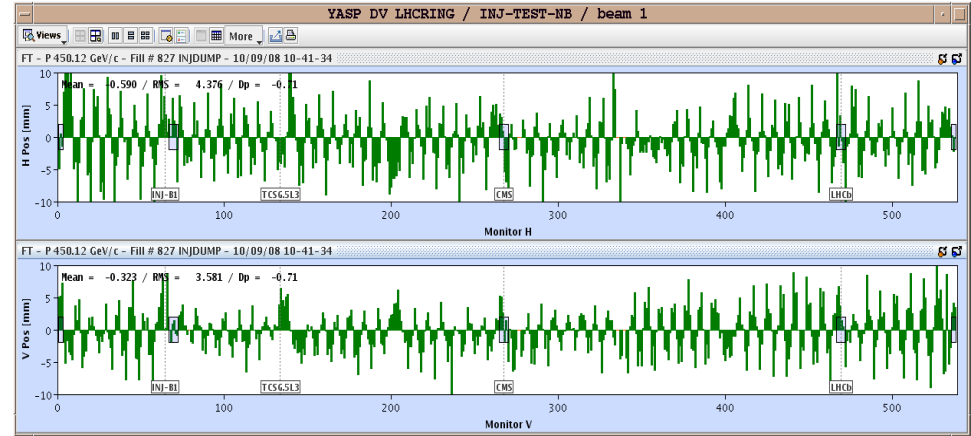 YASP DV LHCRING / INJ-TEST-NB / beam 1
Views More
FT - P 450.12 GeV/c - Fill # 827 INJDUMP - 10/09/08 10-41-34
Mean = -0.590 / RMS = 4.376 / Dp = -0.71
H Pos [mm]
10
5
0
-5
-10
INJ-B1 TCSG.5L3 CMS LHCb
0 100 200 300 400 500
Monitor H
FT - P 450.12 GeV/c - Fill # 827 INJDUMP - 10/09/08 10-41-34
Mean = -0.323 / RMS = 3.581 / Dp = -0.71
V Pos [mm]
10
5
0
-5
-10
INJ-B1 TCSG.5L3 CMS LHCb
0 100 200 300 400 500
Monitor V